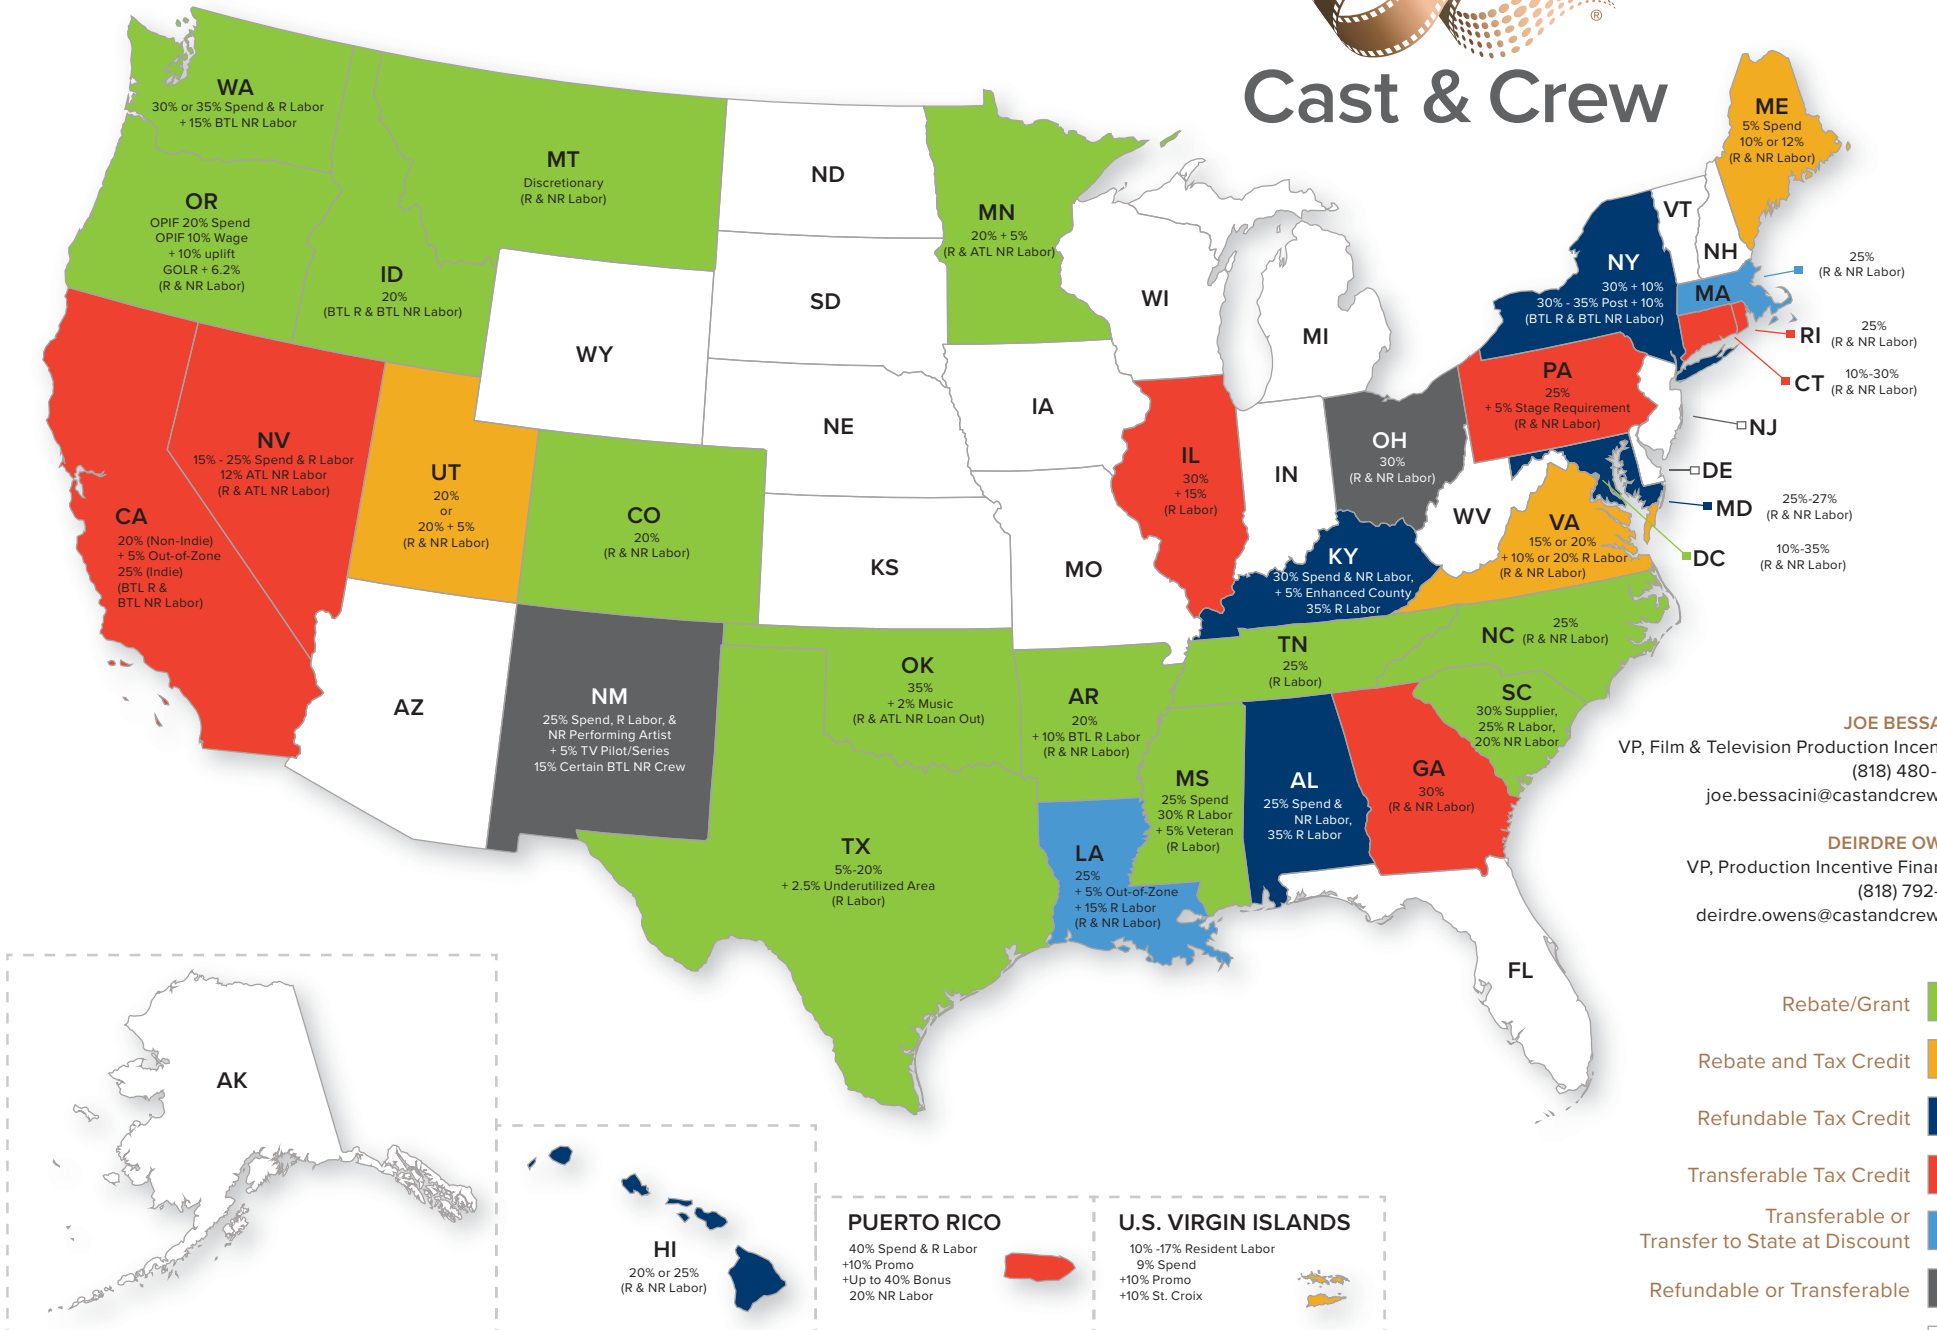 ®
Cast & Crew
WA
30% or 35% Spend & R Labor
+ 15% BTL NR Labor
OR
OPIF 20% Spend
OPIF 10% Wage
+ 10% uplift
GOLR + 6.2%
(R & NR Labor)
ID
20%
(BTL R & BTL NR Labor)
MT
Discretionary
(R & NR Labor)
ND
SD
WY
NE
MN
20% + 5%
(R & ATL NR Labor)
WI
MI
IA
ME
5% Spend
10% or 12%
(R & NR Labor)
VT
NH
NY
30% + 10%
30% - 35% Post + 10%
(BTL R & BTL NR Labor)
MA
25%
(R & NR Labor)
RI
25%
(R & NR Labor)
CT
10%-30%
(R & NR Labor)
NJ
DE
MD
25%-27%
(R & NR Labor)
DC
10%-35%
(R & NR Labor)
PA
25%
+ 5% Stage Requirement
(R & NR Labor)
OH
30%
(R & NR Labor)
IN
IL
30%
+ 15%
(R Labor)
WV
VA
15% or 20%
+ 10% or 20% R Labor
(R & NR Labor)
KY
30% Spend & NR Labor,
+ 5% Enhanced County
35% R Labor
CA
20% (Non-Indie)
+ 5% Out-of-Zone
25% (Indie)
(BTL R &
BTL NR Labor)
NV
15% - 25% Spend & R Labor
12% ATL NR Labor
(R & ATL NR Labor)
UT
20%
or
20% + 5%
(R & NR Labor)
CO
20%
(R & NR Labor)
KS
MO
AZ
NM
25% Spend, R Labor, &
NR Performing Artist
+ 5% TV Pilot/Series
15% Certain BTL NR Crew
OK
35%
+ 2% Music
(R & ATL NR Loan Out)
AR
20%
+ 10% BTL R Labor
(R & NR Labor)
TN
25%
(R Labor)
NC
25%
(R & NR Labor)
SC
30% Supplier,
25% R Labor,
20% NR Labor
GA
30%
(R & NR Labor)
AL
25% Spend &
NR Labor,
35% R Labor
MS
25% Spend
30% R Labor
+ 5% Veteran
(R Labor)
LA
25%
+ 5% Out-of-Zone
+ 15% R Labor
(R & NR Labor)
TX
5%-20%
+ 2.5% Underutilized Area
(R Labor)
FL
AK
HI
20% or 25%
(R & NR Labor)
PUERTO RICO
40% Spend & R Labor
+10% Promo
+Up to 40% Bonus
20% NR Labor
U.S. VIRGIN ISLANDS
10% -17% Resident Labor
9% Spend
+10% Promo
+10% St. Croix
JOE BESSA
VP, Film & Television Production Incen
(818) 480-
joe.bessacini@castandcrew
DEIRDRE OW
VP, Production Incentive Finan
(818) 792-
deirdre.owens@castandcrew
Rebate/Grant
Rebate and Tax Credit
Refundable Tax Credit
Transferable Tax Credit
Transferable or
Transfer to State at Discount
Refundable or Transferable